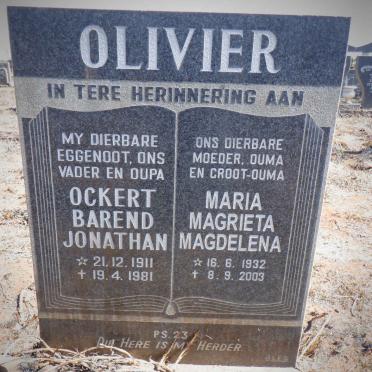 OLIVIER
IN TERE HERINNERING AAN
MY DIERBARE
EGGENOOT, ONS
VADER EN OUPA
OCKERT
BAREND
JONATHAN
☆ 21.12.1911
✝ 19.4.1981
ONS DIERBARE
MOEDER, OUMA
EN GROOT-OUMA
MARIA
MAGRIETA
MAGDELENA
☆ 16.6.1932
✝ 8.9.2003
PS 23
DIE HERE IS MY HERDER